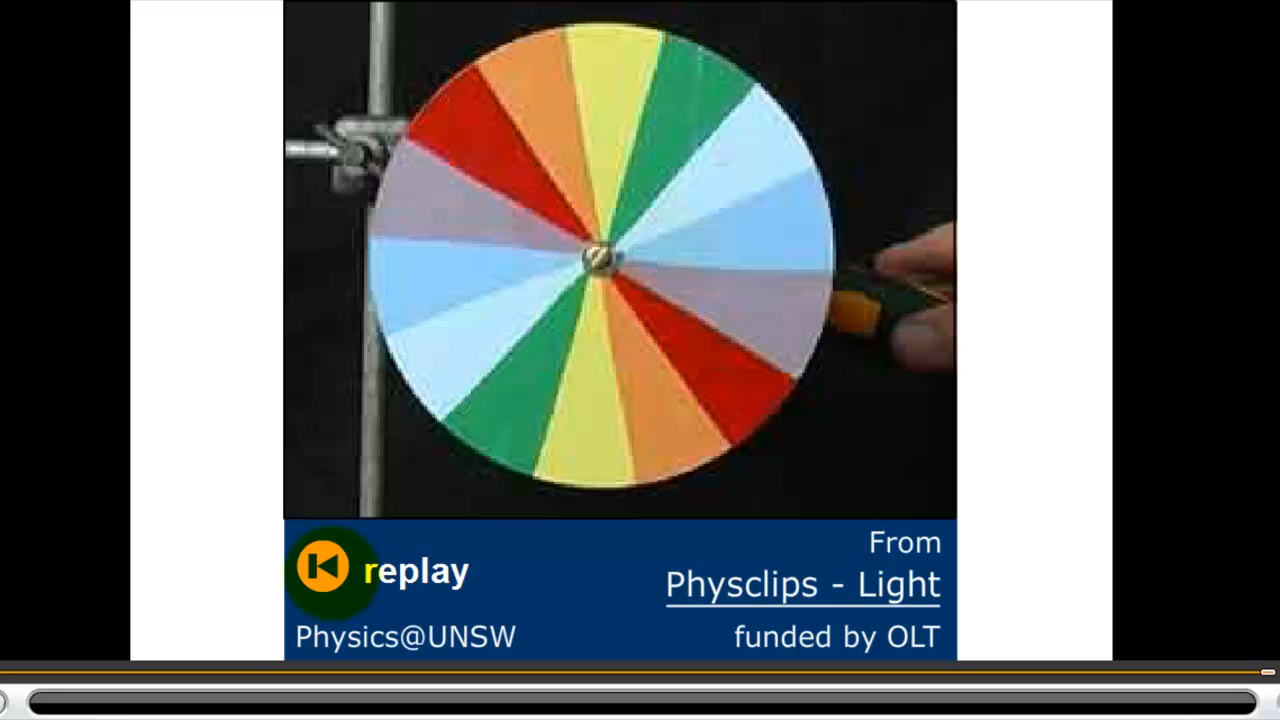 replay
Physics@UNSW
From
Physclips - Light
funded by OLT